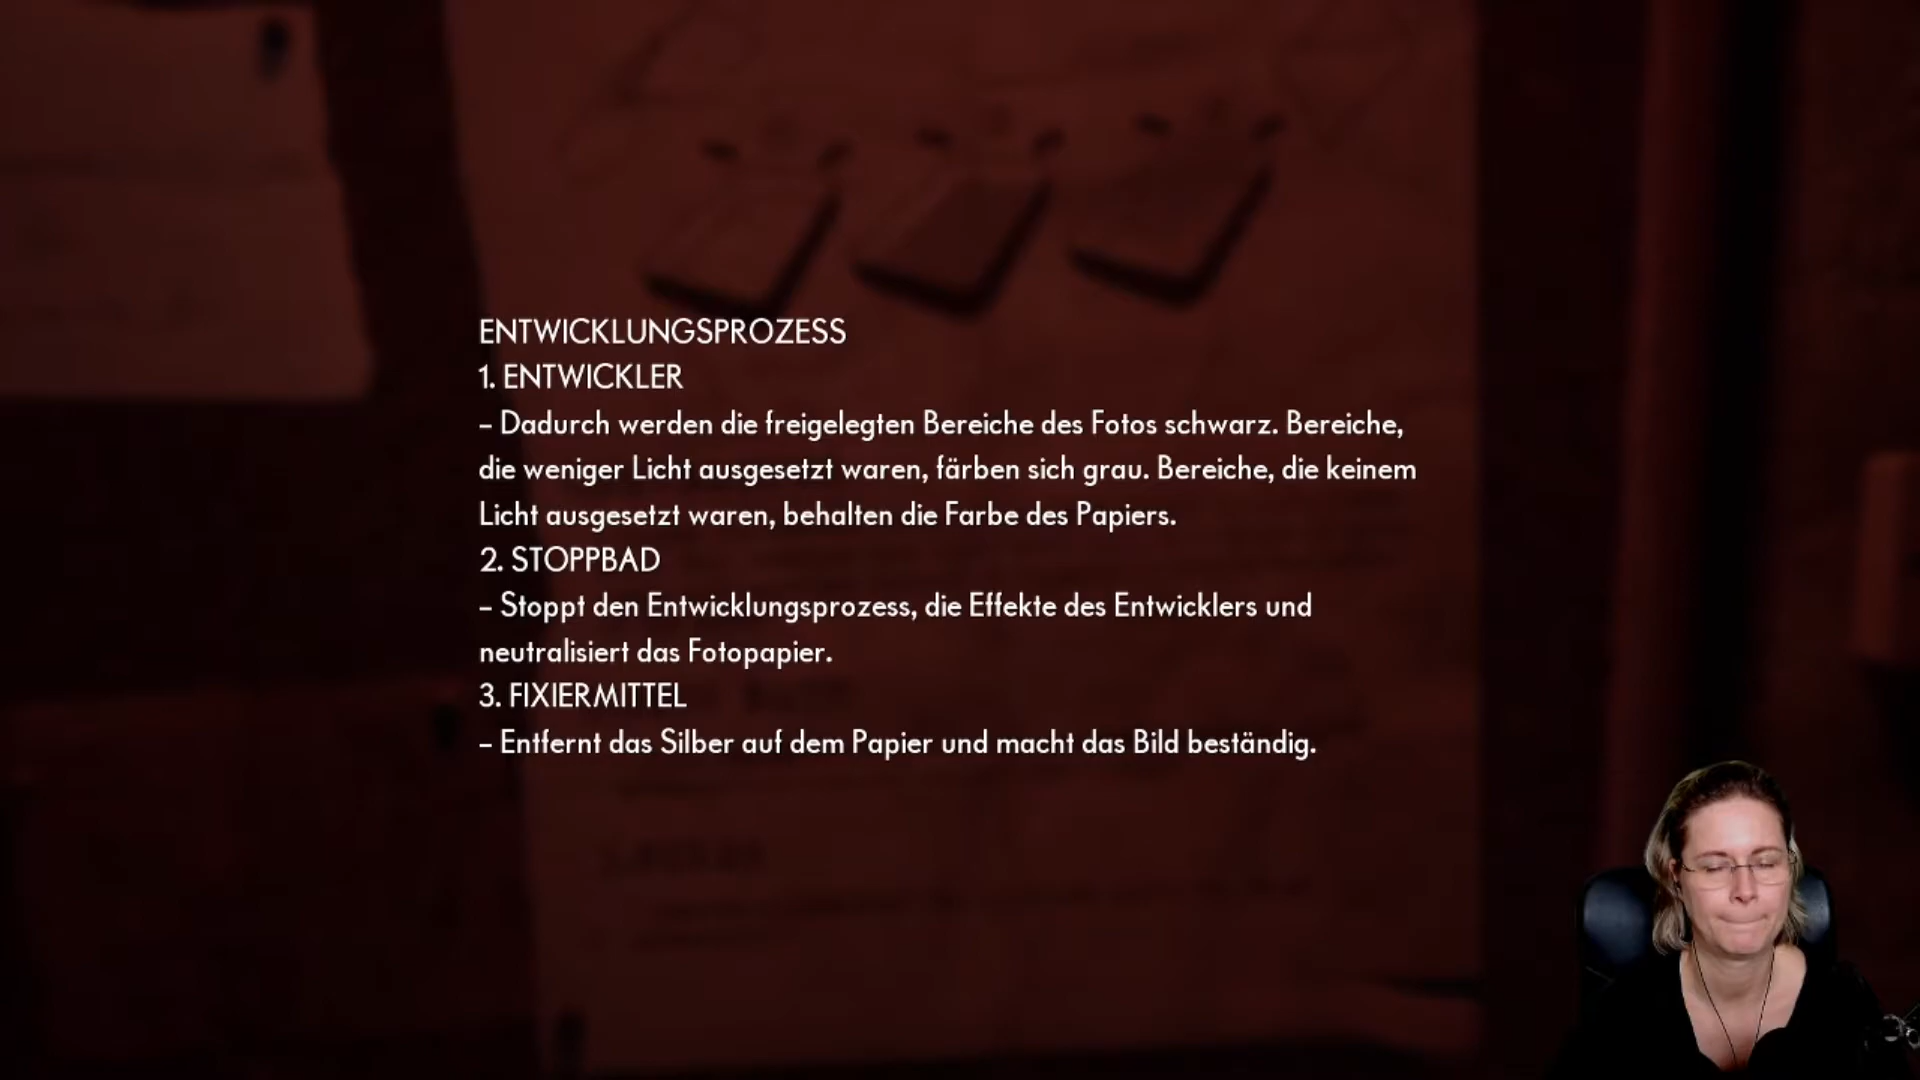 ENTWICKLUNGSPROZESS
1. ENTWICKLER
– Dadurch werden die freigelegten Bereiche des Fotos schwarz. Bereiche,
die weniger Licht ausgesetzt waren, färben sich grau. Bereiche, die keinem
Licht ausgesetzt waren, behalten die Farbe des Papiers.
2. STOPPBAD
– Stoppt den Entwicklungsprozess, die Effekte des Entwicklers und
neutralisiert das Fotopapier.
3. FIXIERMITTEL
– Entfernt das Silber auf dem Papier und macht das Bild beständig.